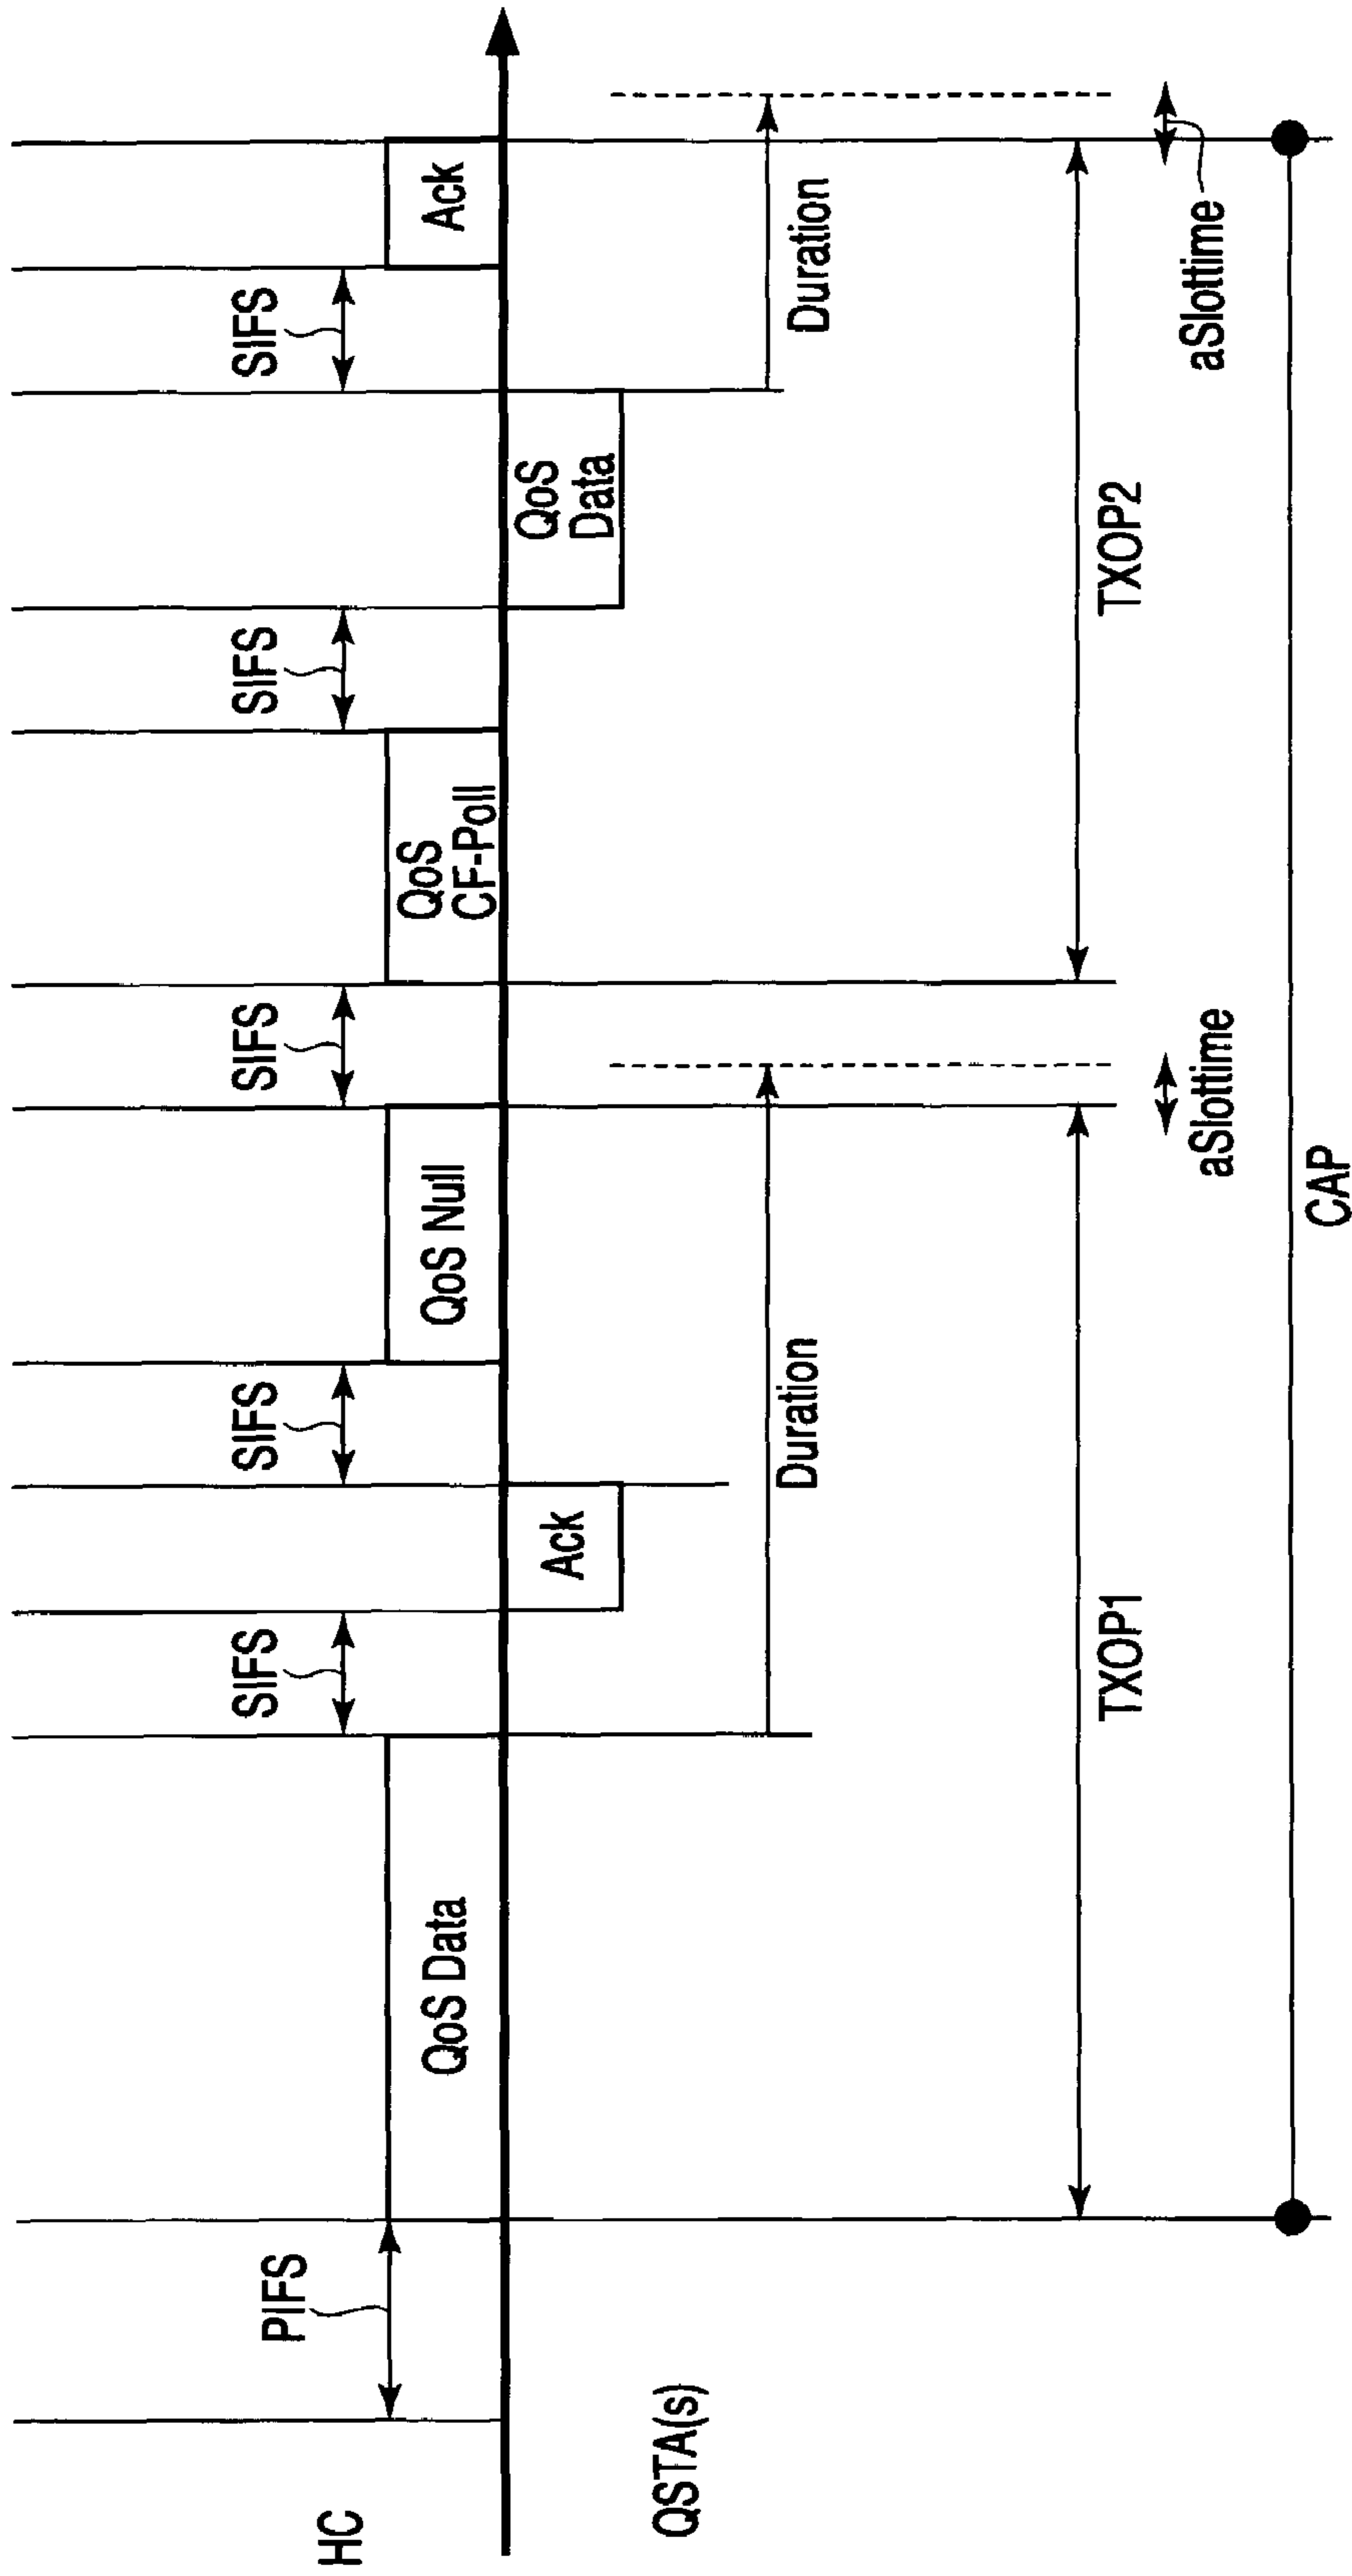 HC
PIFS
SIFS
SIFS
SIFS
SIFS
SIFS
QoS Data
QoS Null
QoS
CF-Poll
Ack
Ack
QoS
Data
QSTA(s)
Duration
Duration
TXOP1
TXOP2
aSlottime
aSlottime
CAP